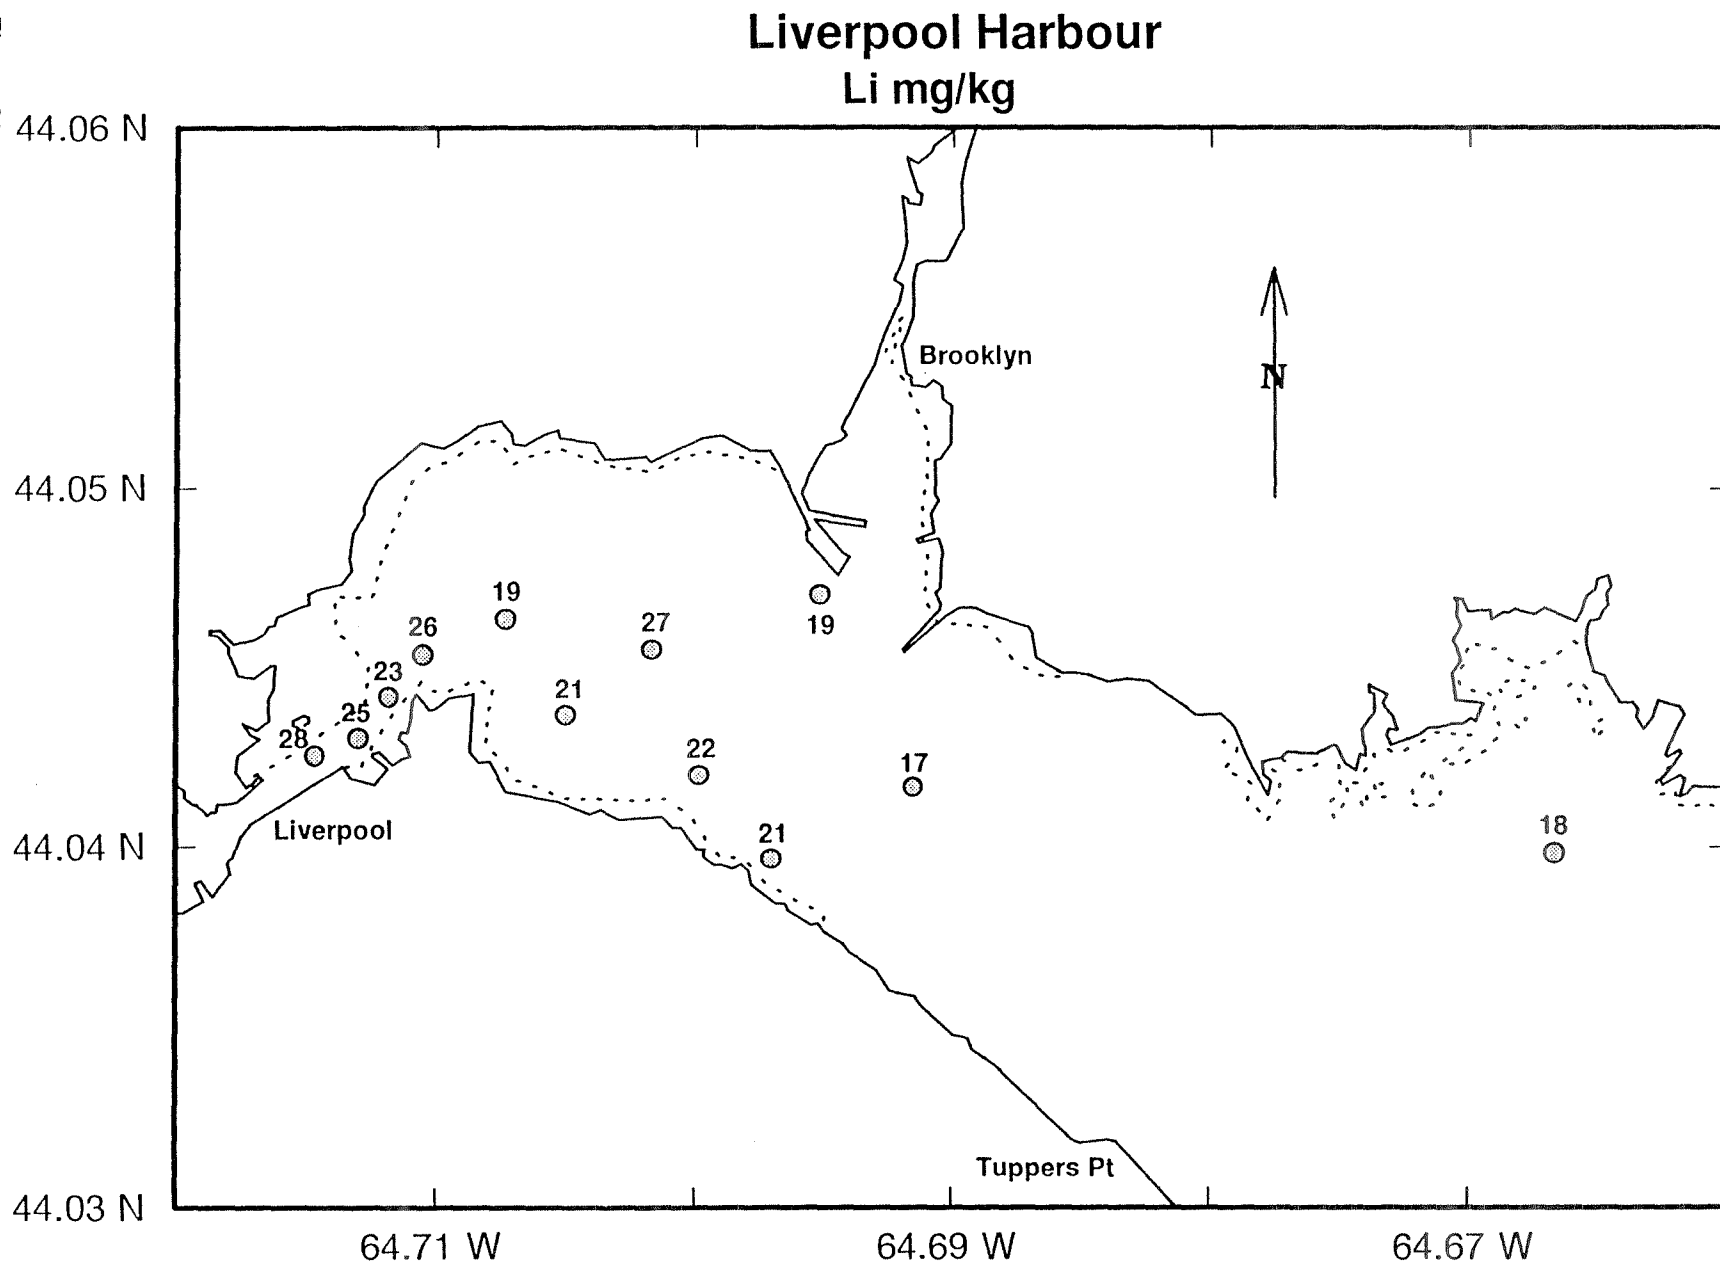 Liverpool Harbour
Li mg/kg
44.06 N
Brooklyn
N
44.05 N
19
26
27
19
23
21
25
28
22
17
Liverpool
44.04 N
21
18
Tuppers Pt
44.03 N
64.71 W
64.69 W
64.67 W